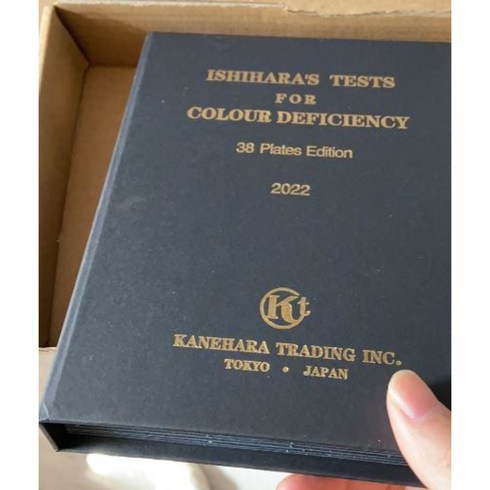 ISHIHARA'S TESTS
FOR
COLOUR DEFICIENCY
38 Plates Edition
2022
Kt
KANEHARA TRADING INC.
TOKYO • JAPAN